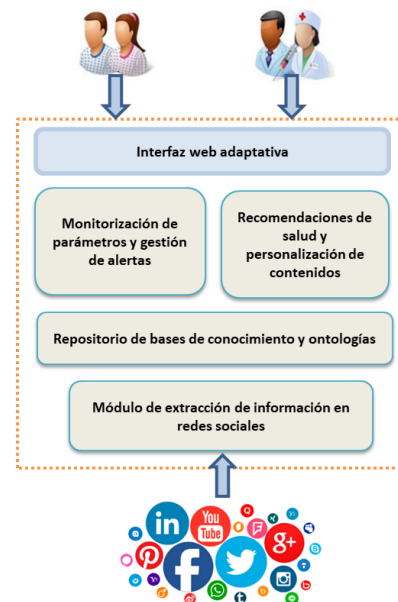 Interfaz web adaptativa
Monitorización de
parámetros y gestión
de alertas
Recomendaciones de
salud y
personalización de
contenidos
Repositorio de bases de conocimiento y ontologías
Módulo de extracción de información en
redes sociales
in
You
Tube
g+
f